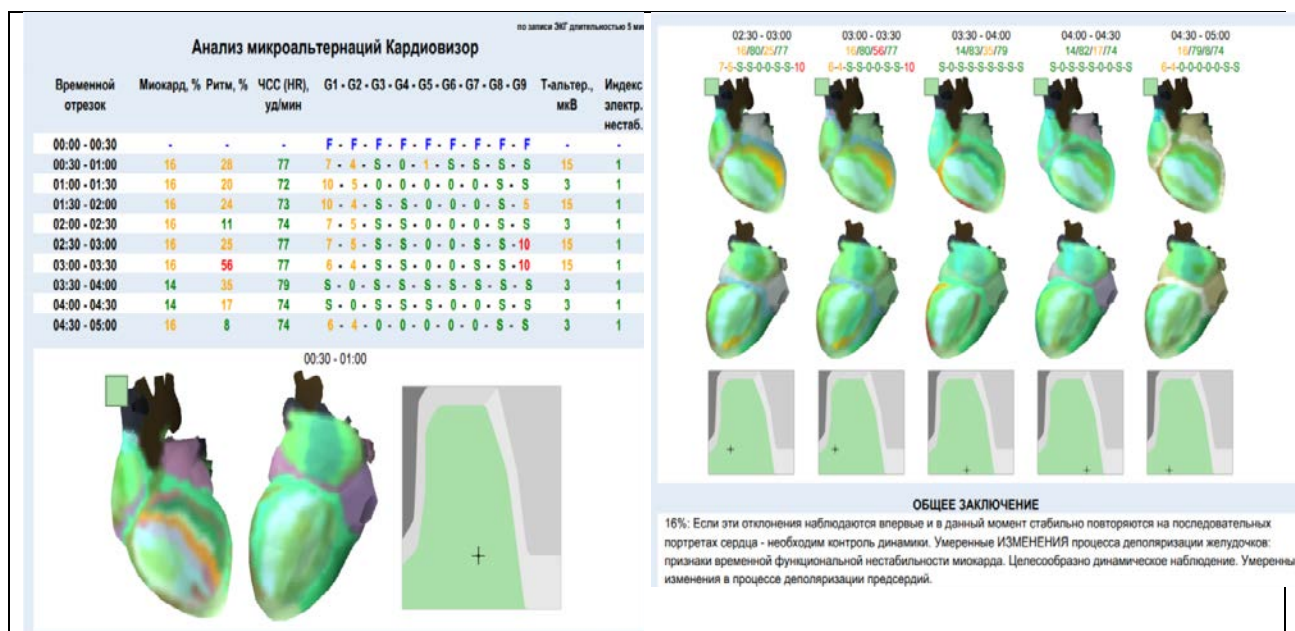 по записи ЭКГ длительностью 5 мин
Анализ микроальтернаций Кардиовизор
Временной отрезок Миокард, % Ритм, % ЧСС (HR), уд/мин G1 - G2 - G3 - G4 - G5 - G6 - G7 - G8 - G9 Т-альтер., мкВ Индекс электр. нестаб.
00:00 - 00:30 - - - F - F - F - F - F - F - F - F - F - -
00:30 - 01:00 16 28 77 7 - 4 - S - 0 - 1 - S - S - S - S 15 1
01:00 - 01:30 16 20 72 10 - 5 - 0 - 0 - 0 - 0 - 0 - S - S 3 1
01:30 - 02:00 16 24 73 10 - 4 - S - S - 0 - 0 - 0 - S - 5 15 1
02:00 - 02:30 16 11 74 7 - 5 - S - S - 0 - 0 - 0 - S - S 3 1
02:30 - 03:00 16 25 77 7 - 5 - S - S - 0 - 0 - S - S - 10 15 1
03:00 - 03:30 16 56 77 6 - 4 - S - S - 0 - 0 - S - S - 10 15 1
03:30 - 04:00 14 35 79 S - 0 - S - S - S - S - S - S - S 3 1
04:00 - 04:30 14 17 74 S - 0 - S - S - S - 0 - 0 - S - S 3 1
04:30 - 05:00 16 8 74 6 - 4 - 0 - 0 - 0 - 0 - 0 - S - S 3 1
00:30 - 01:00
02:30 - 03:00 03:00 - 03:30 03:30 - 04:00 04:00 - 04:30 04:30 - 05:00
16/80/25/77 16/80/56/77 14/83/35/79 14/82/17/74 16/79/8/74
7-5-S-S-0-0-S-S-10 6-4-S-S-0-0-S-S-10 S-0-S-S-S-S-S-S-S S-0-S-S-S-0-0-S-S 6-4-0-0-0-0-0-S-S
ОБЩЕЕ ЗАКЛЮЧЕНИЕ
16%: Если эти отклонения наблюдаются впервые и в данный момент стабильно повторяются на последовательных
портретах сердца - необходим контроль динамики. Умеренные ИЗМЕНЕНИЯ процесса деполяризации желудочков:
признаки временной функциональной нестабильности миокарда. Целесообразно динамическое наблюдение. Умеренны
изменения в процессе деполяризации предсердий.